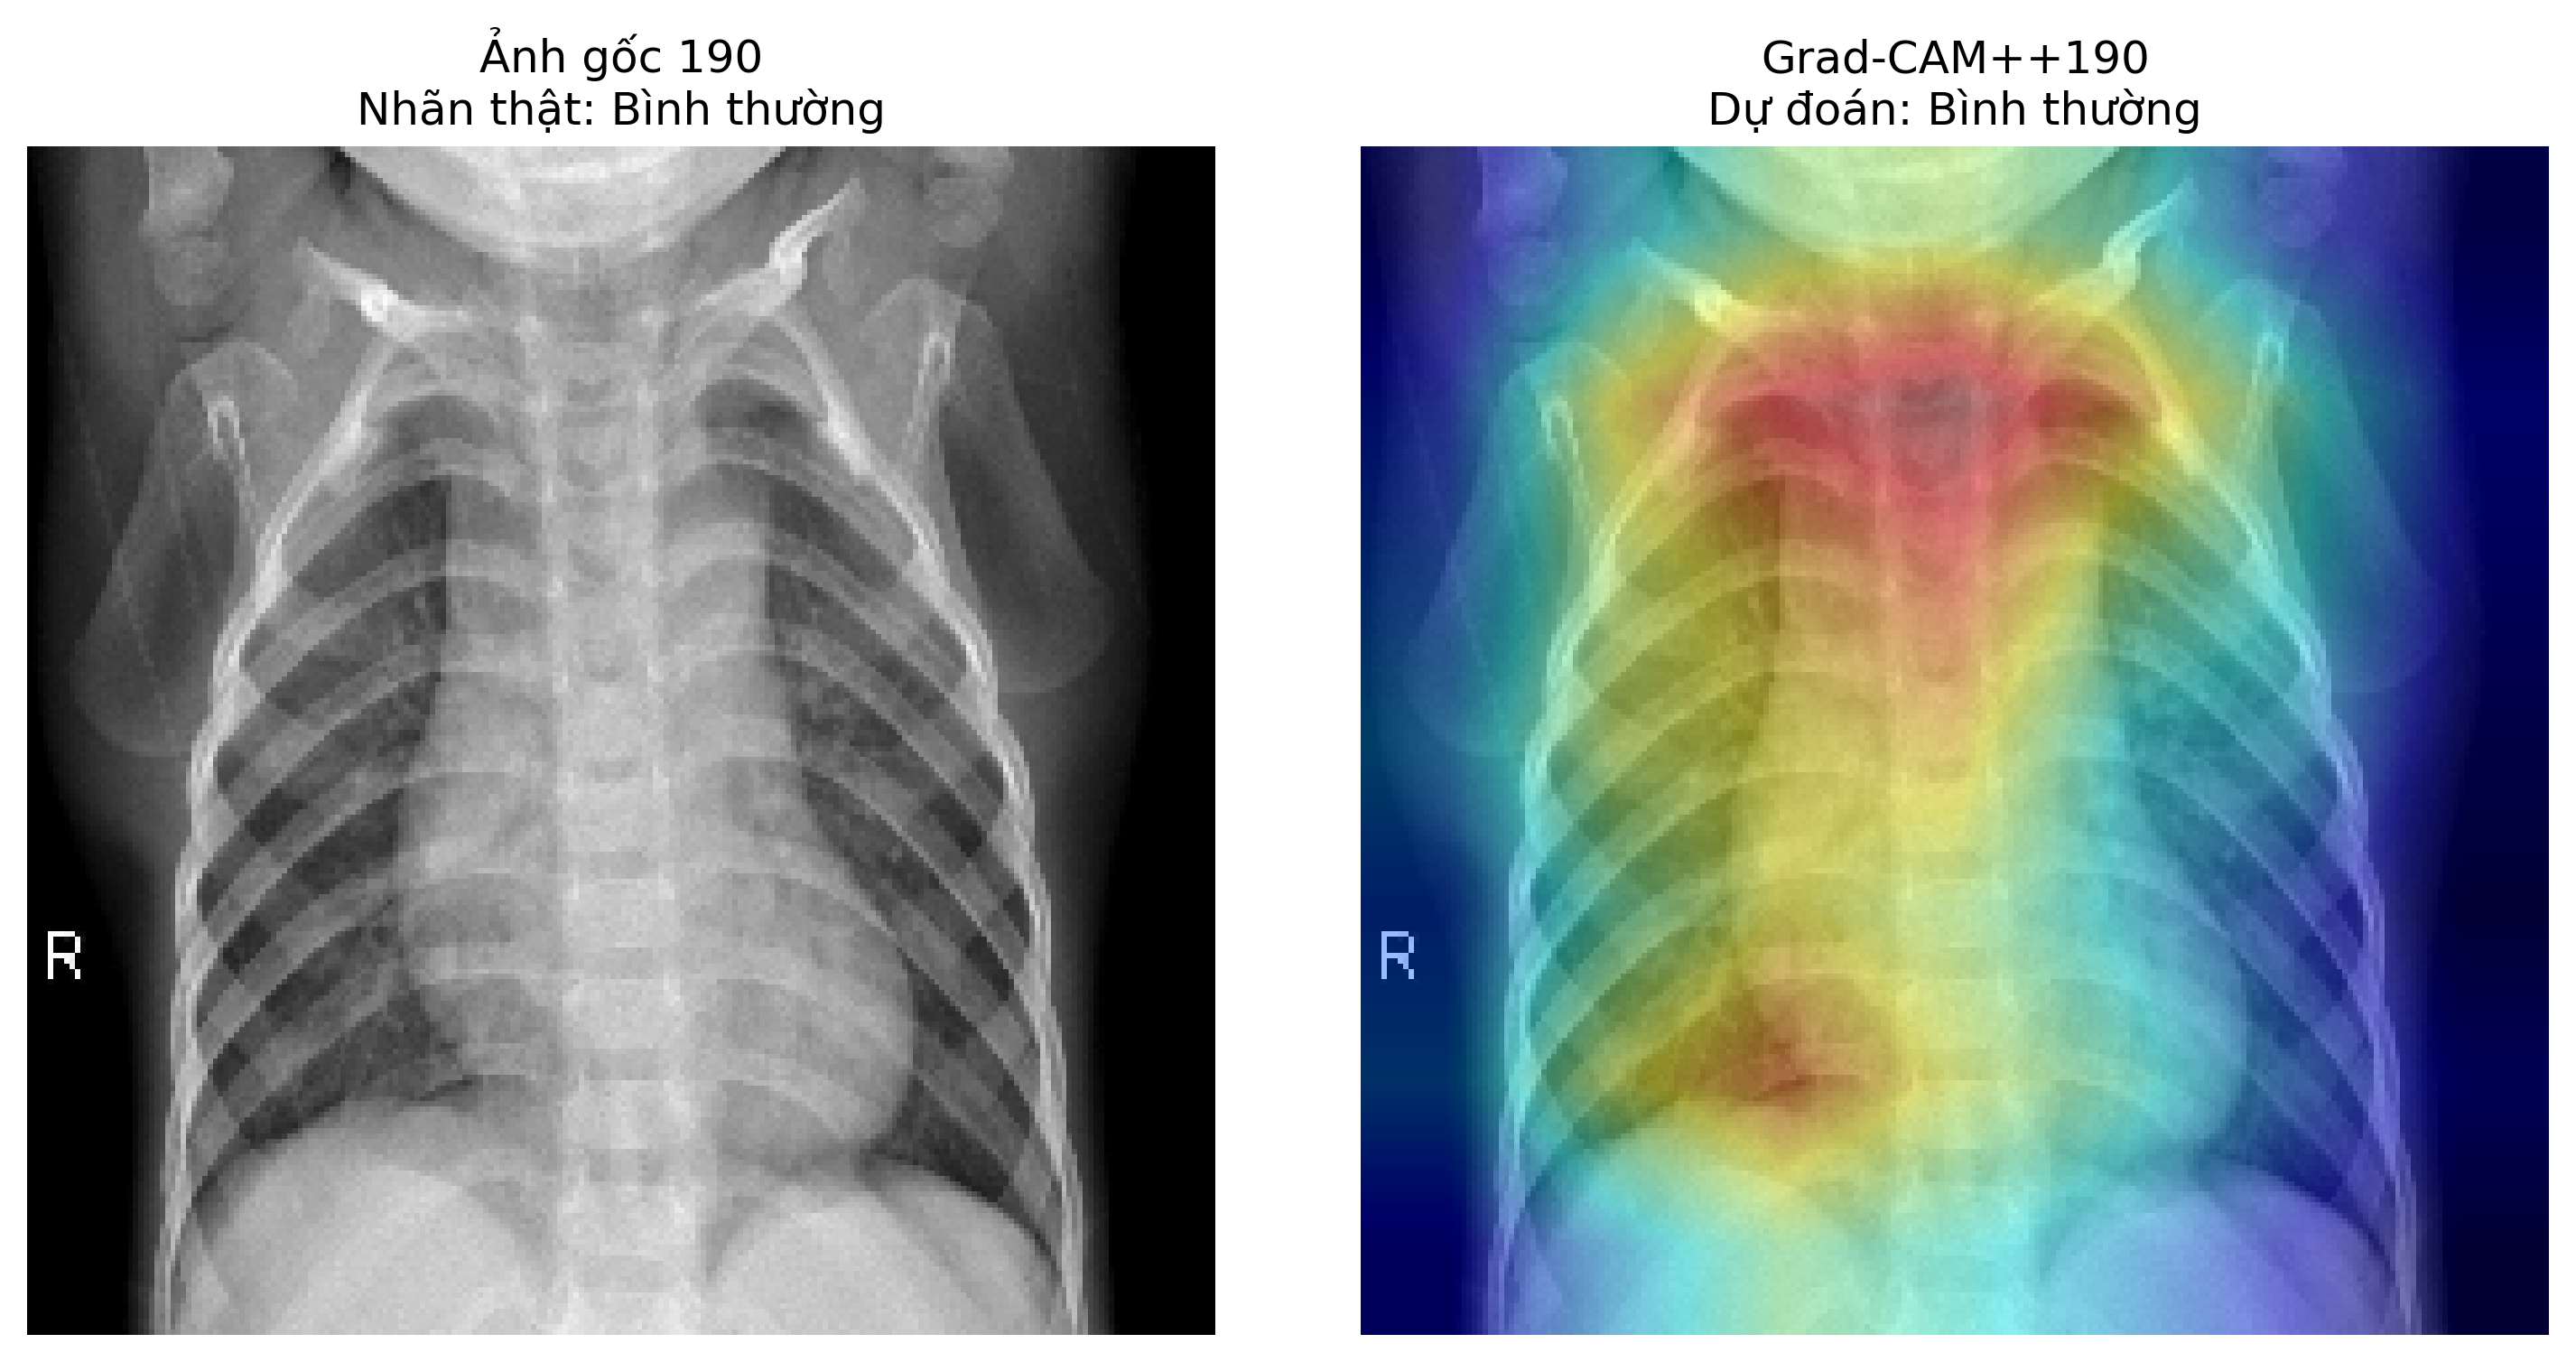 Ảnh gốc 190
Nhãn thật: Bình thường
Grad-CAM++190
Dự đoán: Bình thường
R
R